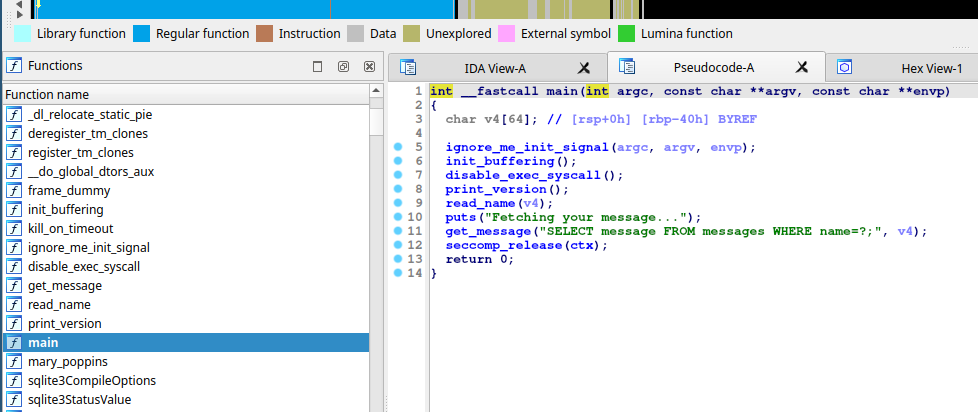 Library function Regular function Instruction Data Unexplored External symbol Lumina function
Functions
Function name
_dl_relocate_static_pie
deregister_tm_clones
register_tm_clones
__do_global_dtors_aux
frame_dummy
init_buffering
kill_on_timeout
ignore_me_init_signal
disable_exec_syscall
get_message
read_name
print_version
main
mary_poppins
sqlite3CompileOptions
sqlite3StatusValue
IDA View-A Pseudocode-A Hex View-1
1 int __fastcall main(int argc, const char **argv, const char **envp)
2 {
3 char v4[64]; // [rsp+0h] [rbp-40h] BYREF
4
5 ignore_me_init_signal(argc, argv, envp);
6 init_buffering();
7 disable_exec_syscall();
8 print_version();
9 read_name(v4);
10 puts("Fetching your message...");
11 get_message("SELECT message FROM messages WHERE name=?;", v4);
12 seccomp_release(ctx);
13 return 0;
14 }